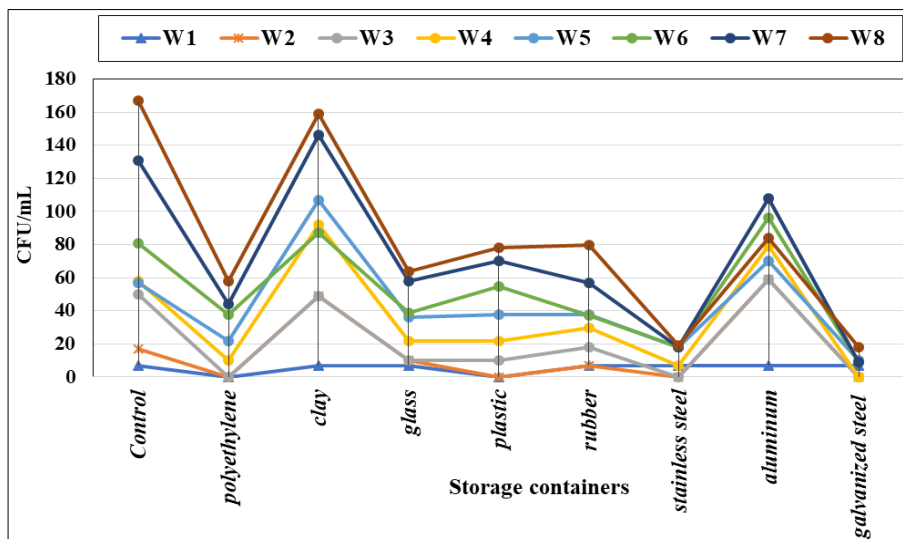 W1 W2 W3 W4 W5 W6 W7 W8
180
160
140
120
100
80
60
40
20
0
CFU/mL
Control
polyethylene
clay
glass
plastic
rubber
stainless steel
aluminum
galvanized steel
Storage containers